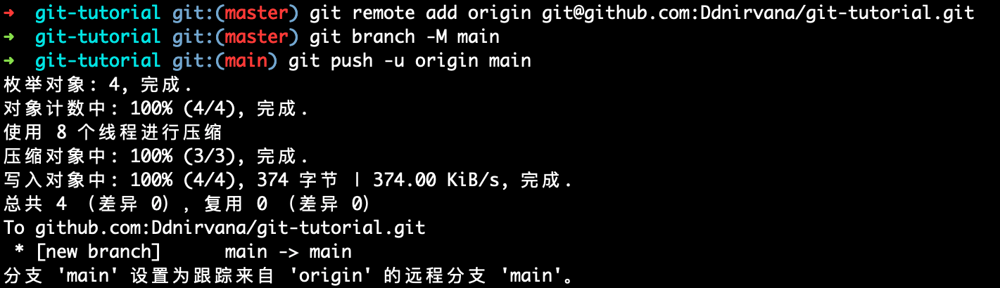 ➜ git-tutorial git:(master) git remote add origin git@github.com:Ddnirvana/git-tutorial.git
➜ git-tutorial git:(master) git branch -M main
➜ git-tutorial git:(main) git push -u origin main
枚举对象: 4, 完成.
对象计数中: 100% (4/4), 完成.
使用 8 个线程进行压缩
压缩对象中: 100% (3/3), 完成.
写入对象中: 100% (4/4), 374 字节 | 374.00 KiB/s, 完成.
总共 4 （差异 0），复用 0 （差异 0）
To github.com:Ddnirvana/git-tutorial.git
 * [new branch]      main -> main
分支 'main' 设置为跟踪来自 'origin' 的远程分支 'main'。